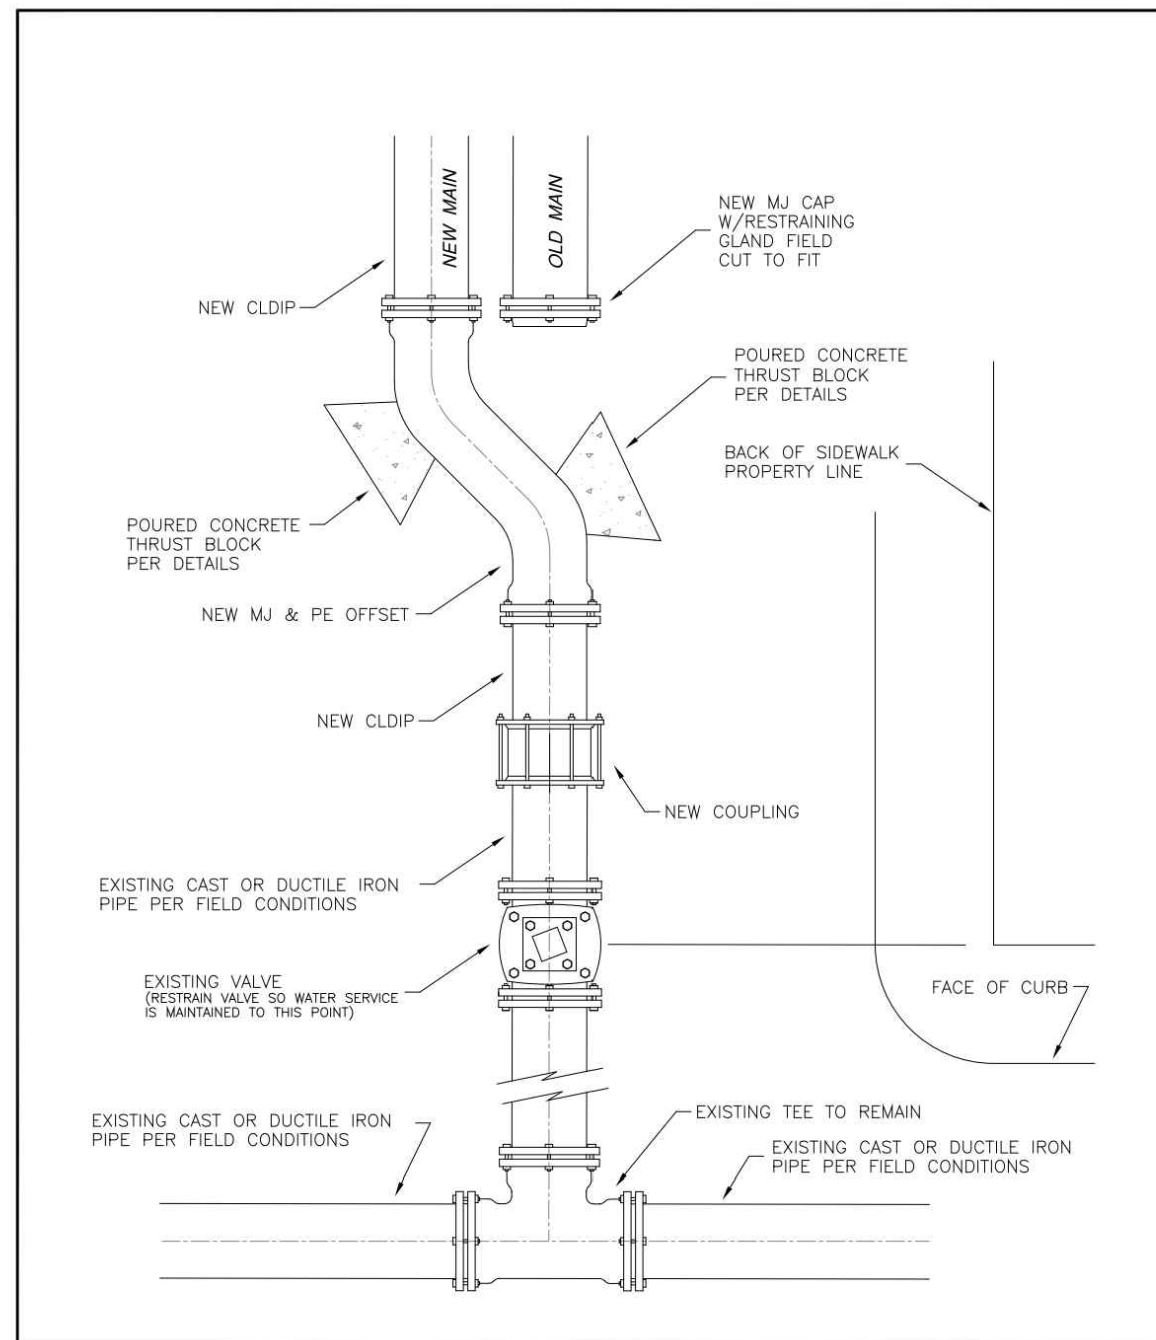 NEW MAIN
OLD MAIN
NEW MJ CAP
W/RESTRAINING
GLAND FIELD
CUT TO FIT
NEW CLDIP
POURED CONCRETE
THRUST BLOCK
PER DETAILS
BACK OF SIDEWALK
PROPERTY LINE
POURED CONCRETE
THRUST BLOCK
PER DETAILS
NEW MJ & PE OFFSET
NEW CLDIP
NEW COUPLING
EXISTING CAST OR DUCTILE IRON
PIPE PER FIELD CONDITIONS
EXISTING VALVE
(RESTRAIN VALVE SO WATER SERVICE
IS MAINTAINED TO THIS POINT)
FACE OF CURB
EXISTING CAST OR DUCTILE IRON
PIPE PER FIELD CONDITIONS
EXISTING TEE TO REMAIN
EXISTING CAST OR DUCTILE IRON
PIPE PER FIELD CONDITIONS